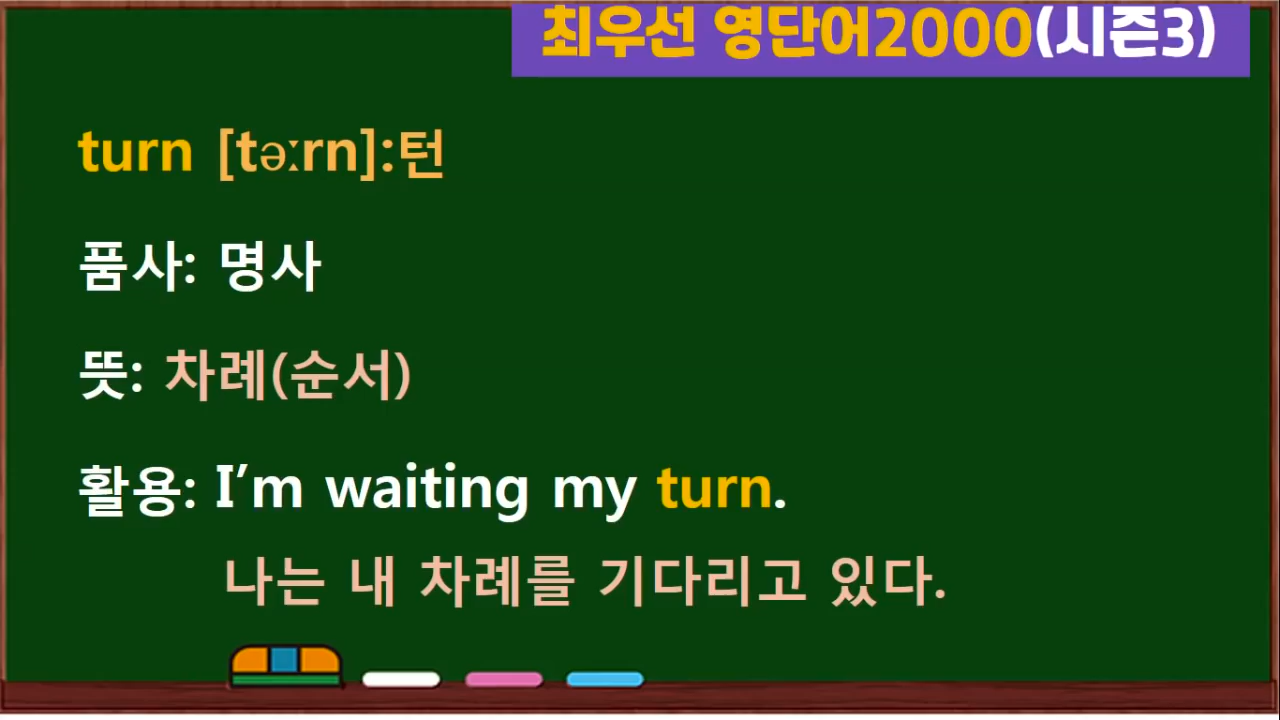 최우선 영단어2000(시즌3)
turn [təːrn]:턴
품사: 명사
뜻: 차례(순서)
활용: I’m waiting my turn.
나는 내 차례를 기다리고 있다.